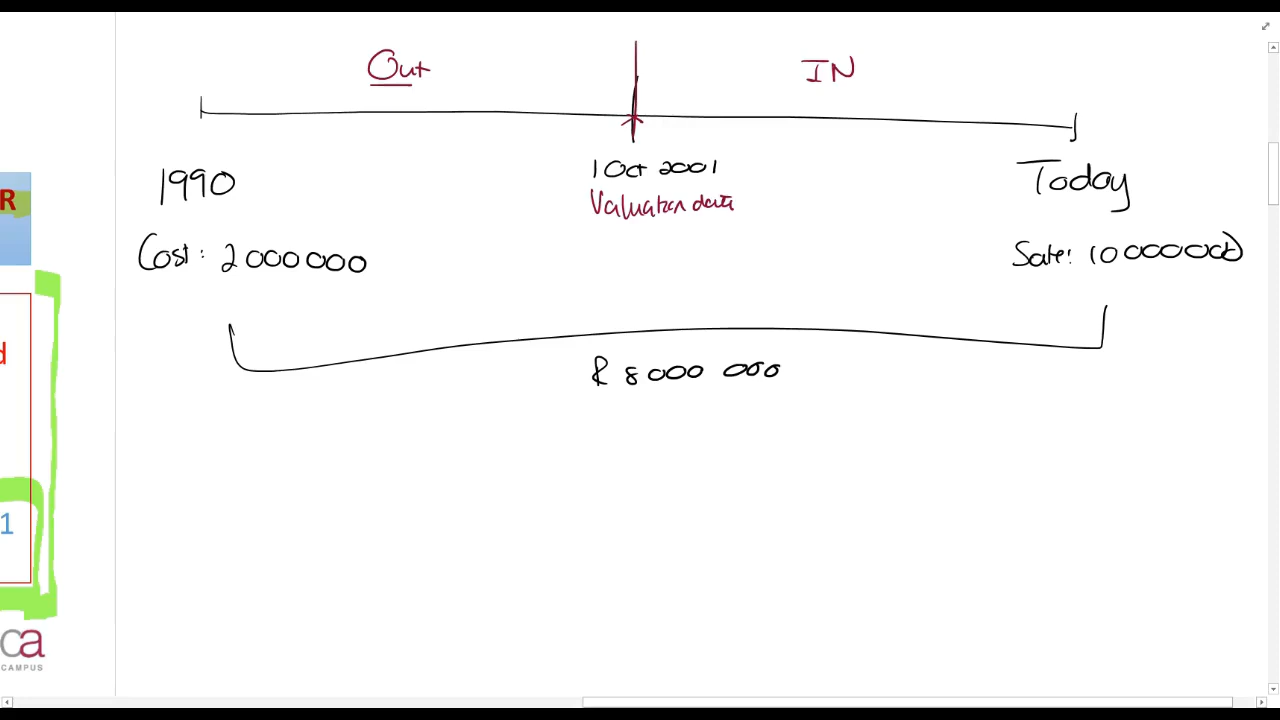 Out
IN
1990
1 Oct 2001
Valuation date
Today
Cost: 2 000 000
Sale: 10 000 000
R 8 000 000
R
d
1
ca
CAMPUS